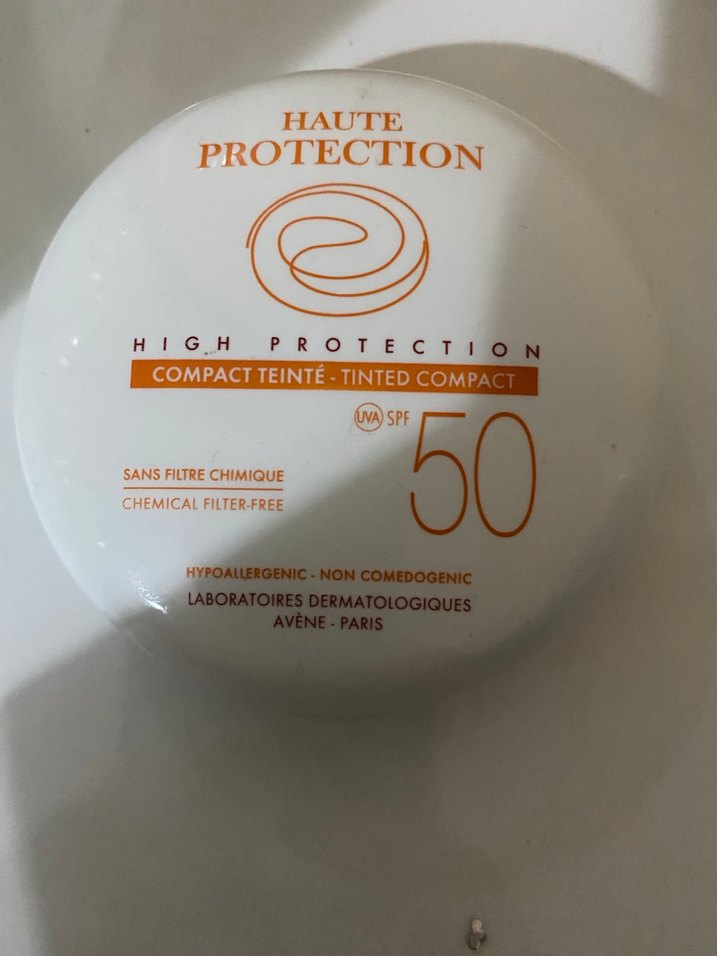 HAUTE
PROTECTION
HIGH PROTECTION
COMPACT TEINTÉ - TINTED COMPACT
UVA SPF 50
SANS FILTRE CHIMIQUE
CHEMICAL FILTER-FREE
HYPOALLERGENIC - NON COMEDOGENIC
LABORATOIRES DERMATOLOGIQUES
AVÈNE - PARIS